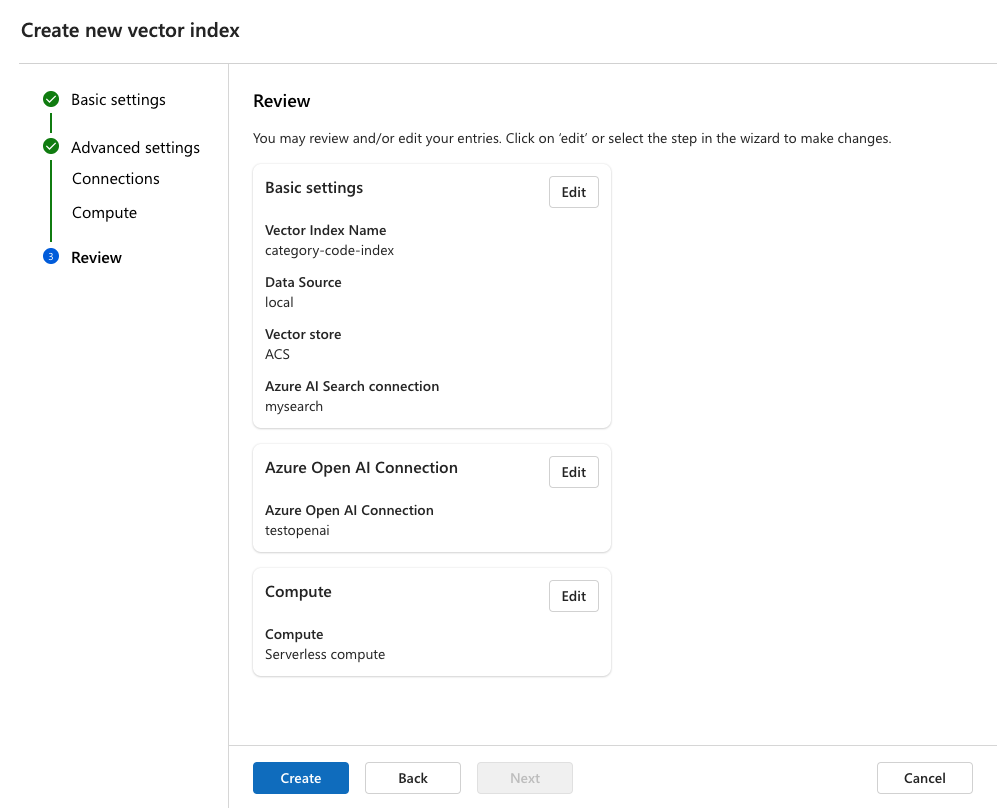 Create new vector index
Basic settings
Advanced settings
Connections
Compute
3
Review
Review
You may review and/or edit your entries. Click on ‘edit’ or select the step in the wizard to make changes.
Basic settings
Edit
Vector Index Name
category-code-index
Data Source
local
Vector store
ACS
Azure AI Search connection
mysearch
Azure Open AI Connection
Edit
Azure Open AI Connection
testopenai
Compute
Edit
Compute
Serverless compute
Create
Back
Next
Cancel